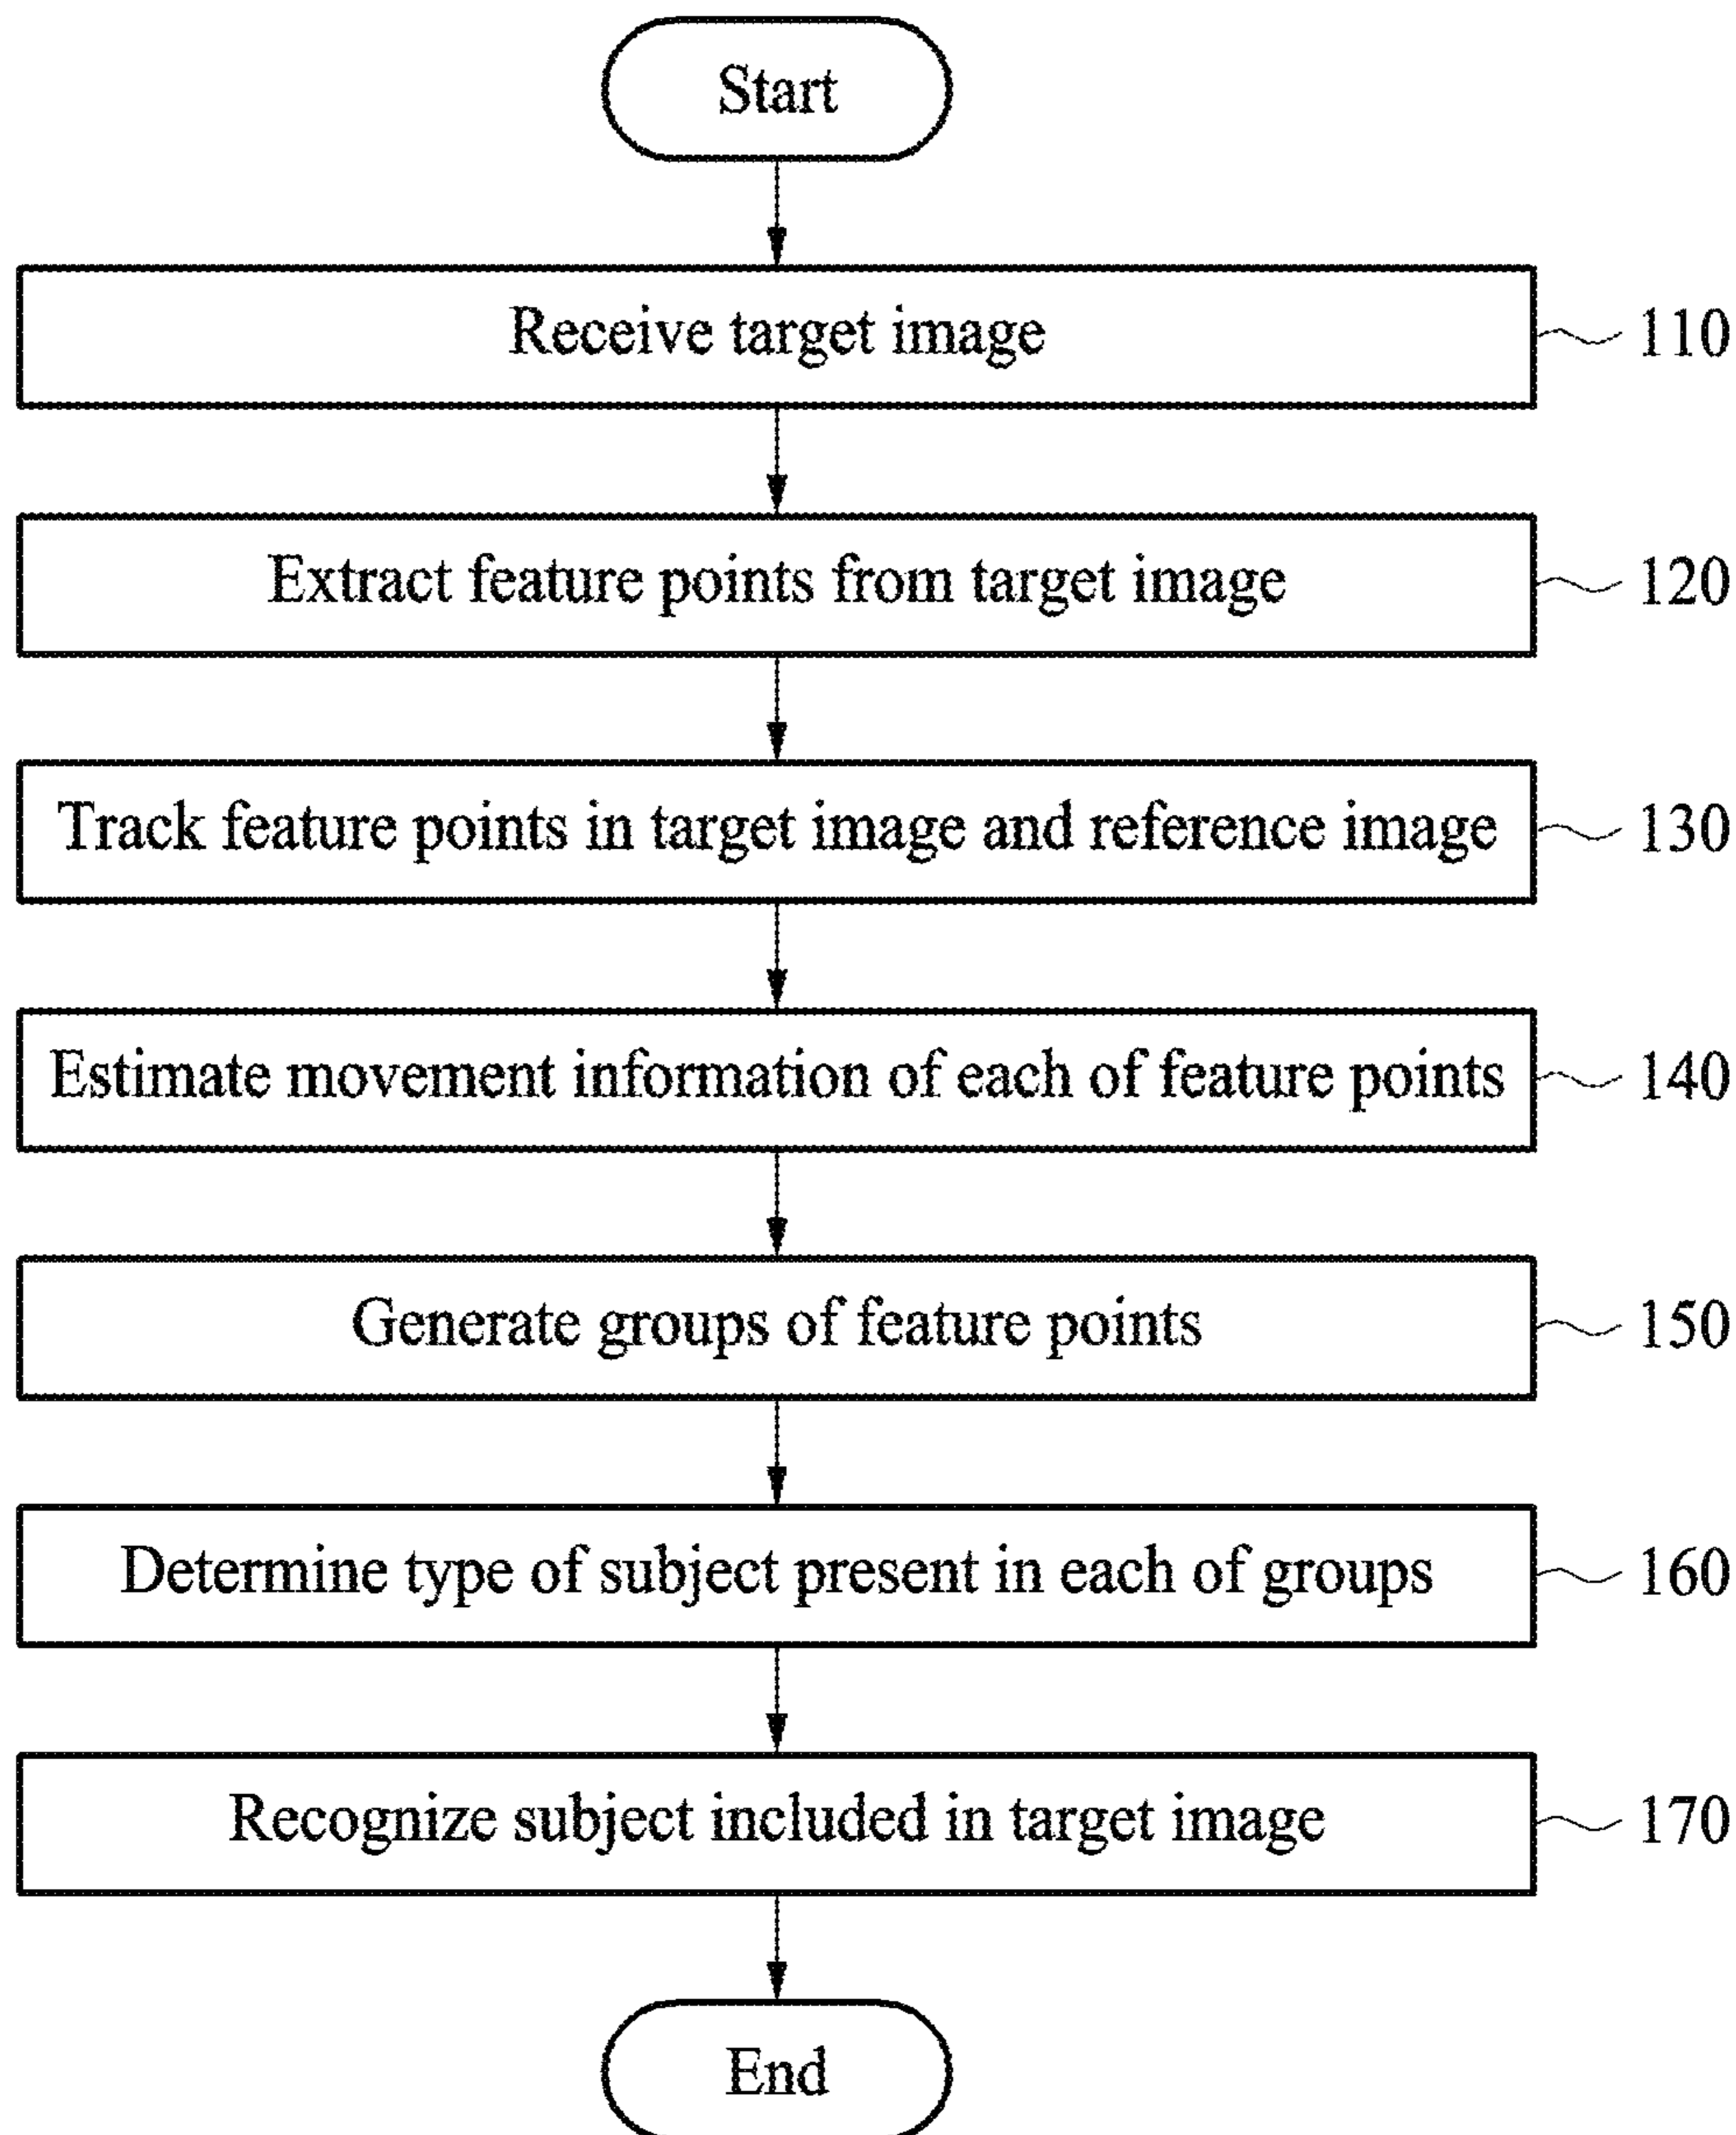 Start
Receive target image
110
Extract feature points from target image
120
Track feature points in target image and reference image
130
Estimate movement information of each of feature points
140
Generate groups of feature points
150
Determine type of subject present in each of groups
160
Recognize subject included in target image
170
End